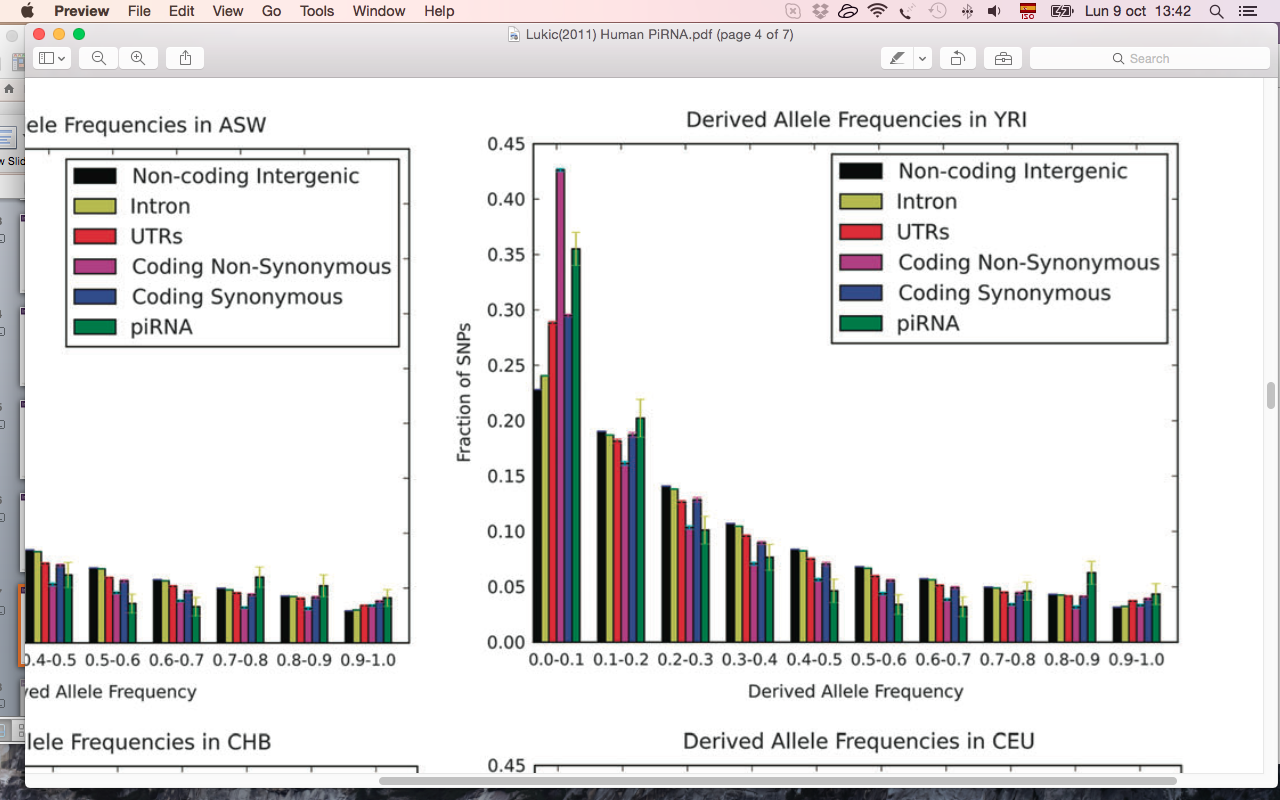 Preview File Edit View Go Tools Window Help
ISO
Lun 9 oct 13:42
Lukic(2011) Human PiRNA.pdf (page 4 of 7)
Search
ele Frequencies in ASW
Non-coding Intergenic
Intron
UTRs
Coding Non-Synonymous
Coding Synonymous
piRNA
0.4-0.5 0.5-0.6 0.6-0.7 0.7-0.8 0.8-0.9 0.9-1.0
ved Allele Frequency
Derived Allele Frequencies in YRI
Fraction of SNPs
0.45
0.40
0.35
0.30
0.25
0.20
0.15
0.10
0.05
0.00
Non-coding Intergenic
Intron
UTRs
Coding Non-Synonymous
Coding Synonymous
piRNA
0.0-0.1 0.1-0.2 0.2-0.3 0.3-0.4 0.4-0.5 0.5-0.6 0.6-0.7 0.7-0.8 0.8-0.9 0.9-1.0
Derived Allele Frequency
lele Frequencies in CHB
Derived Allele Frequencies in CEU
0.45